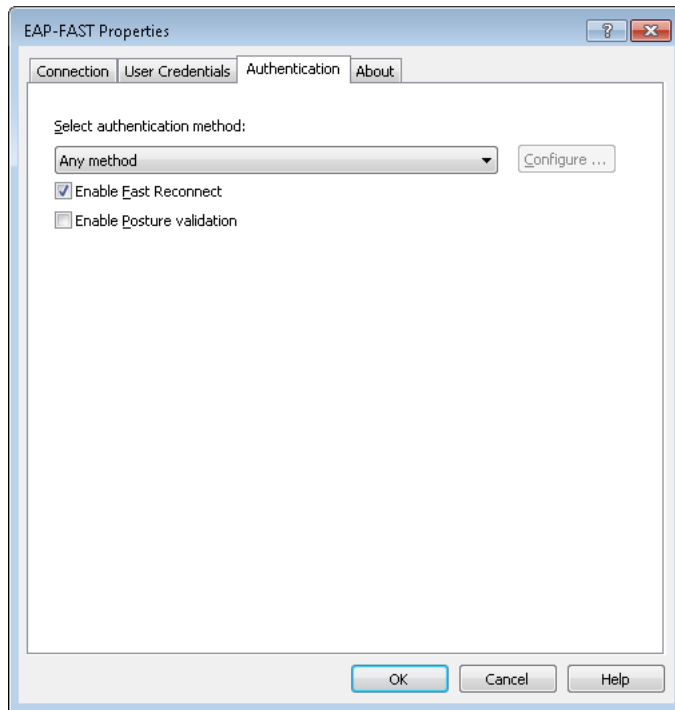 EAP-FAST Properties
Connection User Credentials Authentication About
Select authentication method:
Any method Configure ...
Enable Fast Reconnect
Enable Posture validation
OK Cancel Help